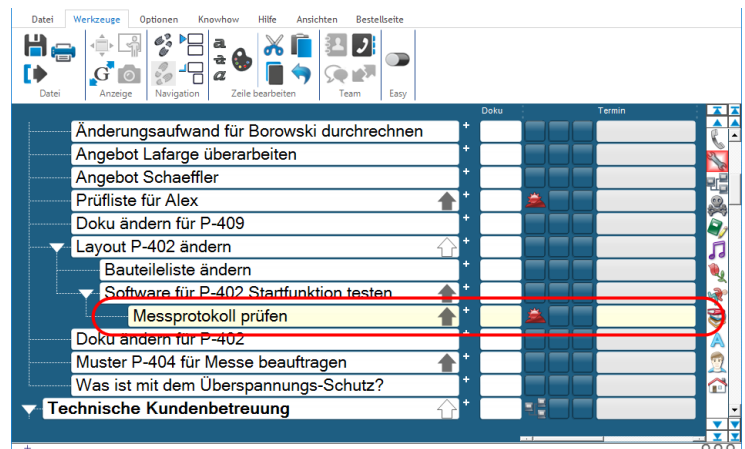 Datei Werkzeuge Optionen Knowhow Hilfe Ansichten Bestellseite
Datei Anzeige Navigation Zeile bearbeiten Team Easy
Doku Termin
Änderungsaufwand für Borowski durchrechnen
Angebot Lafarge überarbeiten
Angebot Schaeffler
Prüfliste für Alex
Doku ändern für P-409
Layout P-402 ändern
Bauteileliste ändern
Software für P-402 Startfunktion testen
Messprotokoll prüfen
Doku ändern für P-402
Muster P-404 für Messe beauftragen
Was ist mit dem Überspannungs-Schutz?
Technische Kundenbetreuung